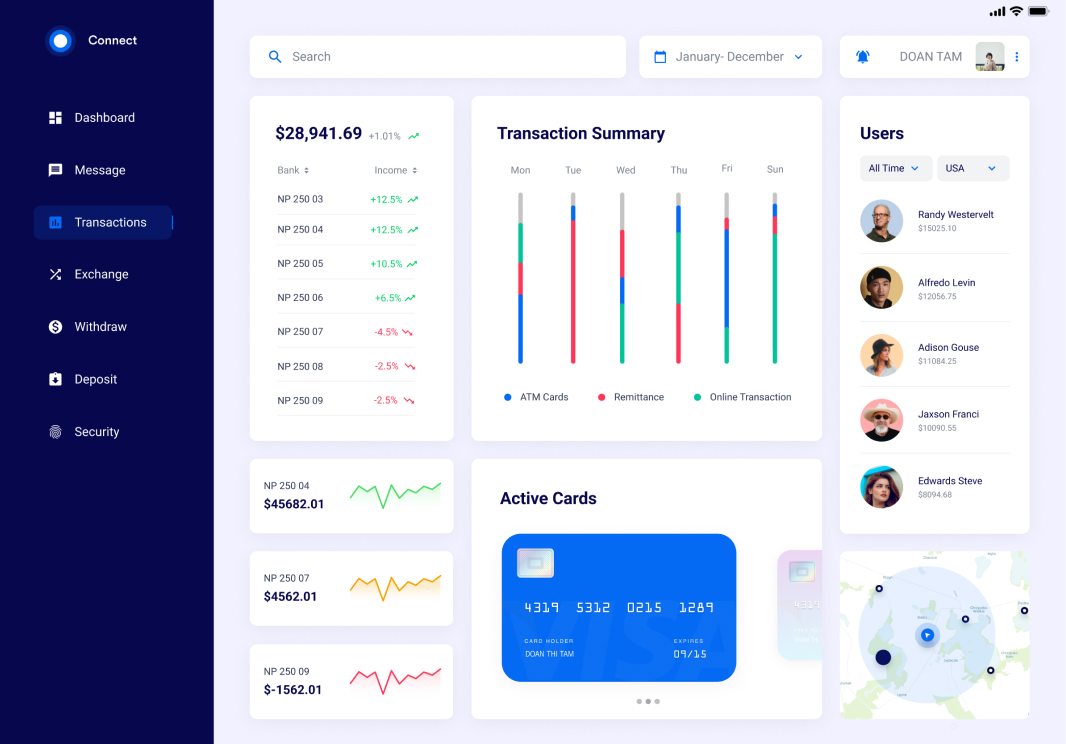 Connect
Dashboard
Message
Transactions
Exchange
Withdraw
Deposit
Security
Search
January- December
DOAN TAM
$28,941.69 +1.01%
Bank Income
NP 250 03 +12.5%
NP 250 04 +12.5%
NP 250 05 +10.5%
NP 250 06 +6.5%
NP 250 07 -4.5%
NP 250 08 -2.5%
NP 250 09 -2.5%
Transaction Summary
Mon Tue Wed Thu Fri Sun
ATM Cards Remittance Online Transaction
Users
All Time USA
Randy Westervelt
$15025.10
Alfredo Levin
$12056.75
Adison Gouse
$11084.25
Jaxson Franci
$10090.55
Edwards Steve
$8094.68
NP 250 04
$45682.01
NP 250 07
$4562.01
NP 250 09
$-1562.01
Active Cards
4319 5312 0215 1289
VISA
CARD HOLDER EXPIRES
DOAN THI TAM 09/15
4319